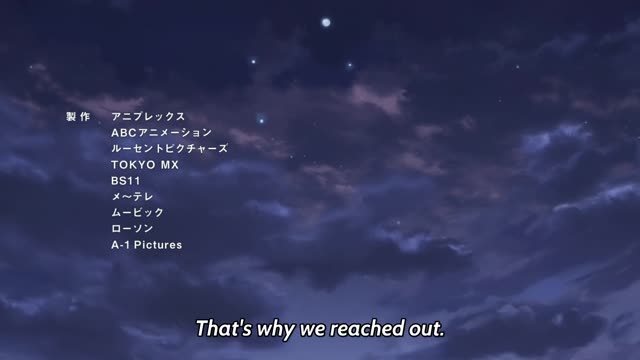 製作 アニプレックス
ABCアニメーション
ルーセントピクチャーズ
TOKYO MX
BS11
メ〜テレ
ムービック
ローソン
A-1 Pictures
That's why we reached out.